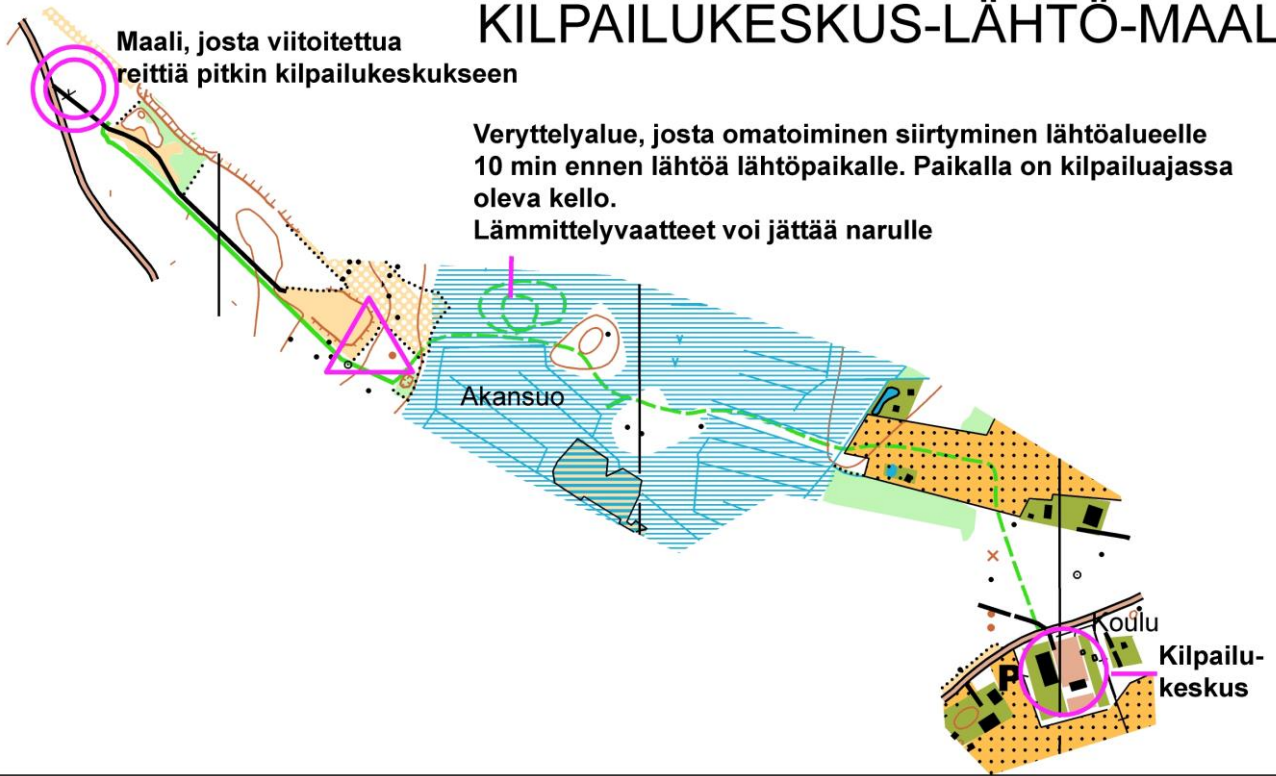 KILPAILUKESKUS-LÄHTÖ-MAAL
Maali, josta viitoitettua
reittiä pitkin kilpailukeskukseen
Veryttelyalue, josta omatoiminen siirtyminen lähtöalueelle
10 min ennen lähtöä lähtöpaikalle. Paikalla on kilpailuajassa
oleva kello.
Lämmittelyvaatteet voi jättää narulle
Akansuo
Koulu
P
Kilpailu-
keskus